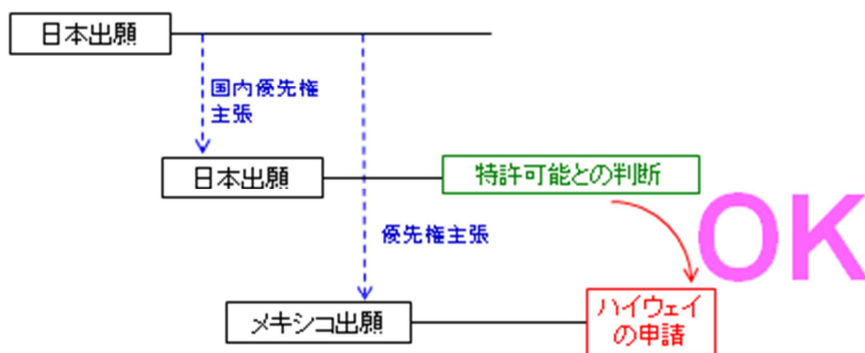 日本出願
国内優先権
主張
日本出願
特許可能との判断
OK
優先権主張
メキシコ出願
ハイウェイ
の申請